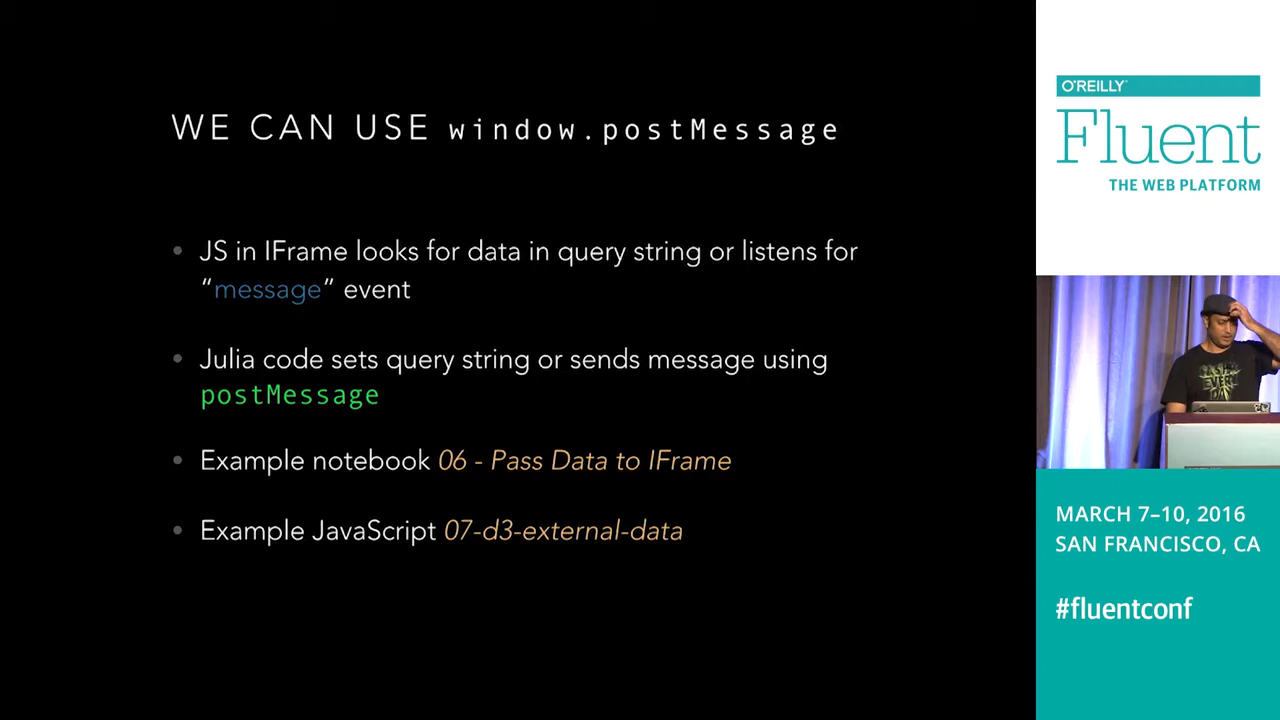 WE CAN USE window.postMessage
• JS in IFrame looks for data in query string or listens for
“message” event
• Julia code sets query string or sends message using
postMessage
• Example notebook 06 - Pass Data to IFrame
• Example JavaScript 07-d3-external-data
O'REILLY™
Fluent
THE WEB PLATFORM
MARCH 7–10, 2016
SAN FRANCISCO, CA
#fluentconf